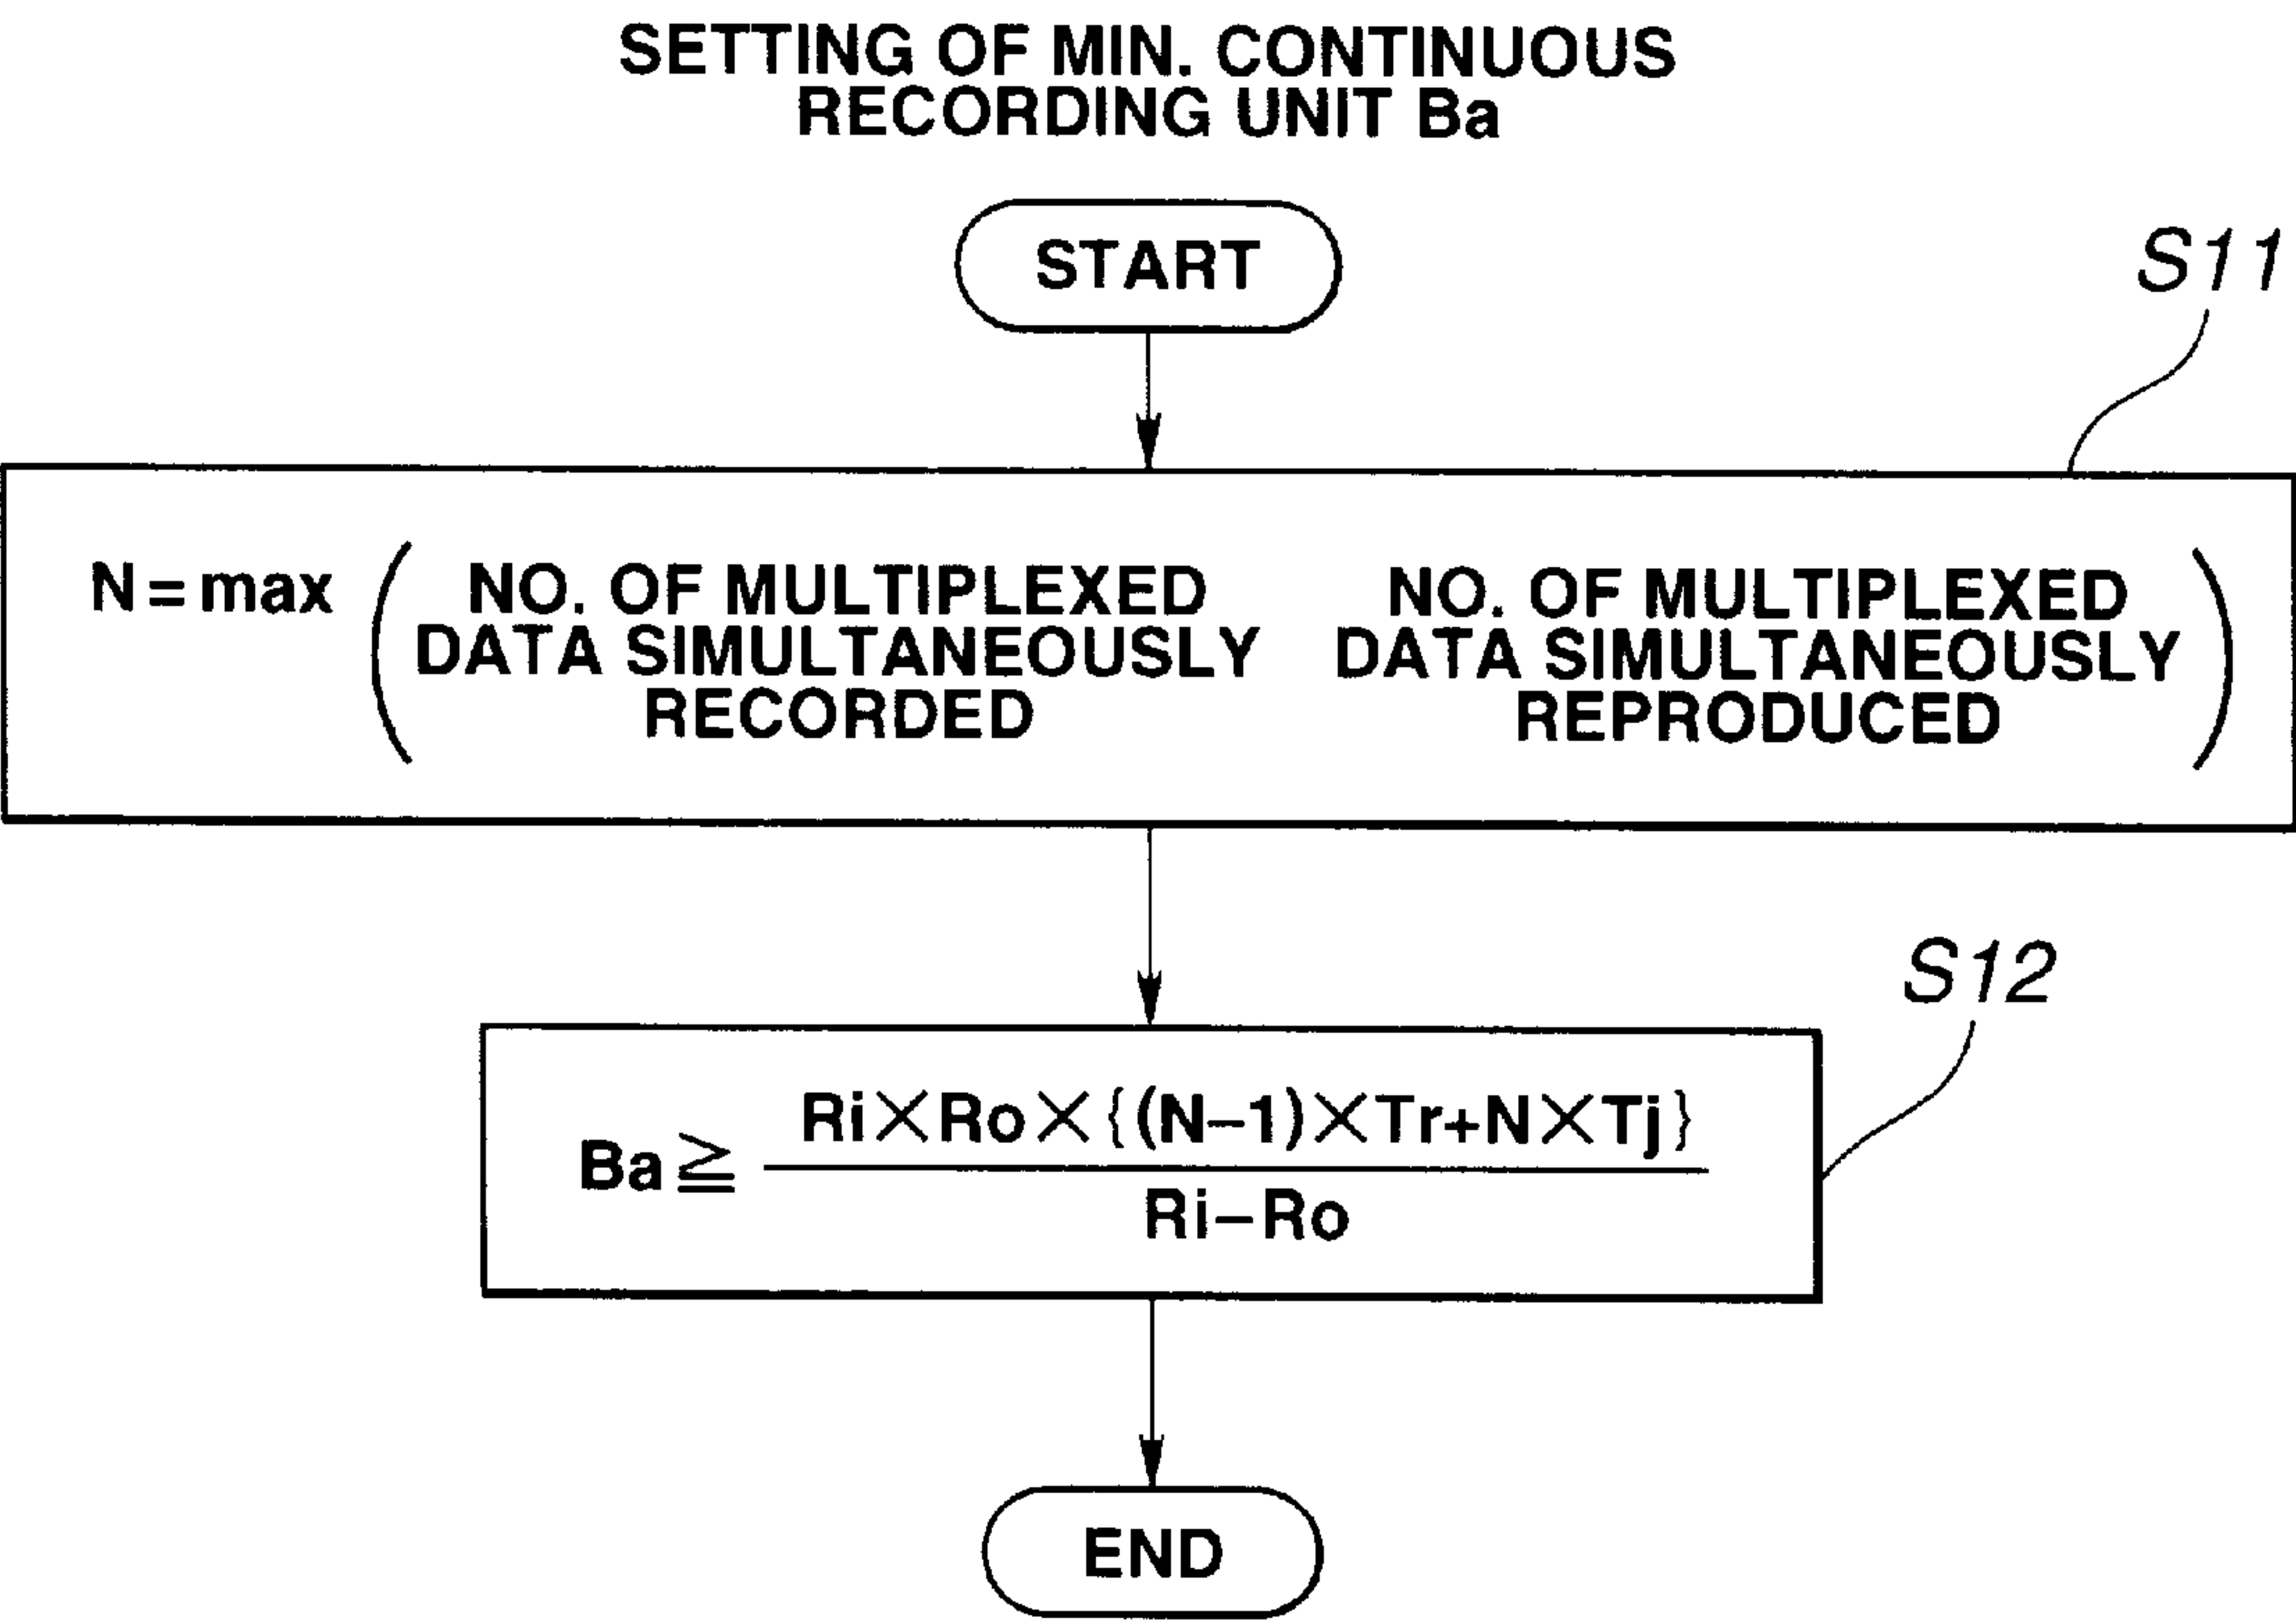 SETTING OF MIN. CONTINUOUS
RECORDING UNIT Ba
START
S11
N=max ( NO. OF MULTIPLEXED DATA SIMULTANEOUSLY RECORDED NO. OF MULTIPLEXED DATA SIMULTANEOUSLY REPRODUCED )
S12
Ba ≧ Ri×Ro×{(N−1)×Tr+N×Tj}
Ri−Ro
END